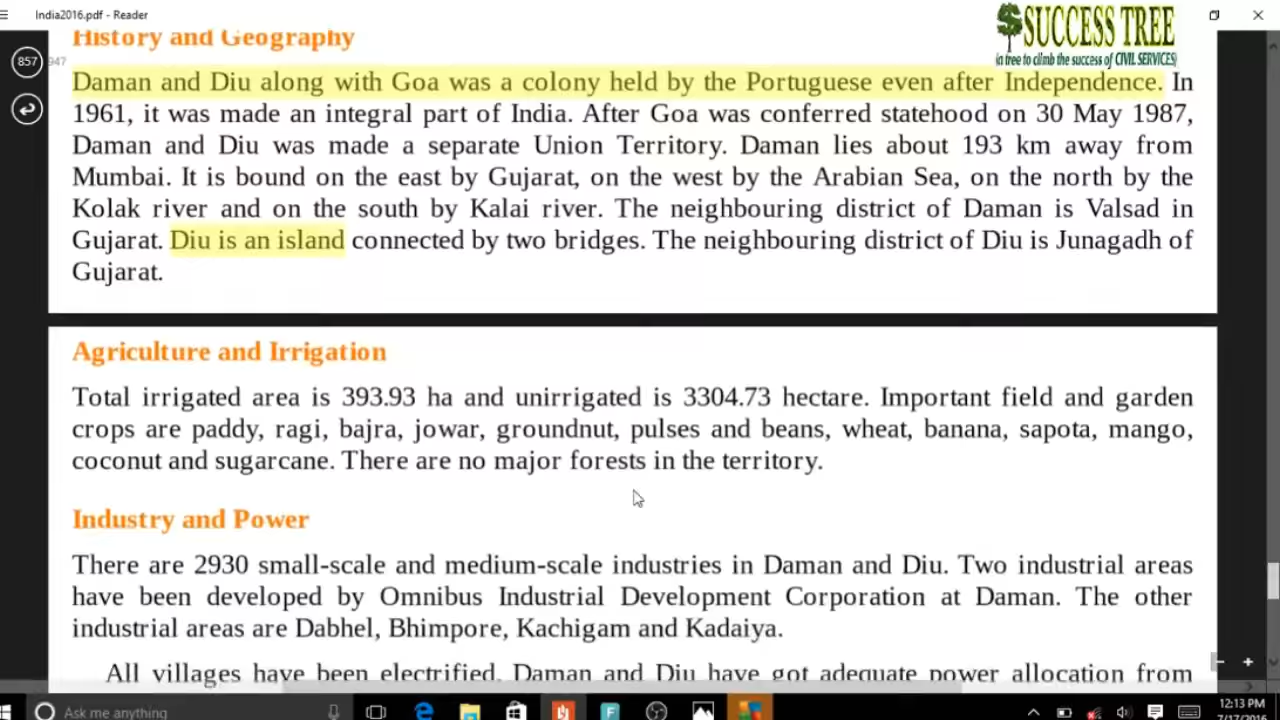 India2016.pdf - Reader
SUCCESS TREE
(a tree to climb the success of CIVIL SERVICES)
History and Geography
857
947
Daman and Diu along with Goa was a colony held by the Portuguese even after Independence. In
1961, it was made an integral part of India. After Goa was conferred statehood on 30 May 1987,
Daman and Diu was made a separate Union Territory. Daman lies about 193 km away from
Mumbai. It is bound on the east by Gujarat, on the west by the Arabian Sea, on the north by the
Kolak river and on the south by Kalai river. The neighbouring district of Daman is Valsad in
Gujarat. Diu is an island connected by two bridges. The neighbouring district of Diu is Junagadh of
Gujarat.
Agriculture and Irrigation
Total irrigated area is 393.93 ha and unirrigated is 3304.73 hectare. Important field and garden
crops are paddy, ragi, bajra, jowar, groundnut, pulses and beans, wheat, banana, sapota, mango,
coconut and sugarcane. There are no major forests in the territory.
Industry and Power
There are 2930 small-scale and medium-scale industries in Daman and Diu. Two industrial areas
have been developed by Omnibus Industrial Development Corporation at Daman. The other
industrial areas are Dabhel, Bhimpore, Kachigam and Kadaiya.
All villages have been electrified. Daman and Diu have got adequate power allocation from
Ask me anything
12:13 PM